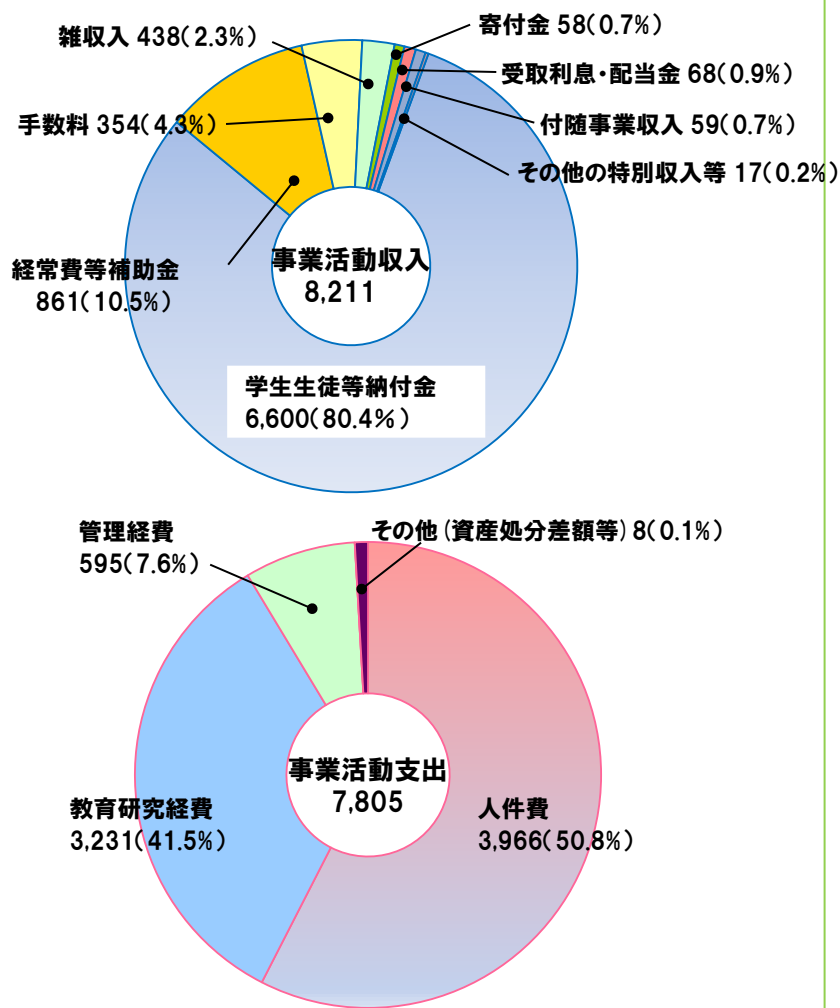 雑収入 438(2.3%)
寄付金 58(0.7%)
受取利息・配当金 68(0.9%)
手数料 354(4.3%)
付随事業収入 59(0.7%)
その他の特別収入等 17(0.2%)
経常費等補助金
861(10.5%)
事業活動収入
8,211
学生生徒等納付金
6,600(80.4%)
管理経費
595(7.6%)
その他(資産処分差額等)8(0.1%)
事業活動支出
7,805
教育研究経費
3,231(41.5%)
人件費
3,966(50.8%)